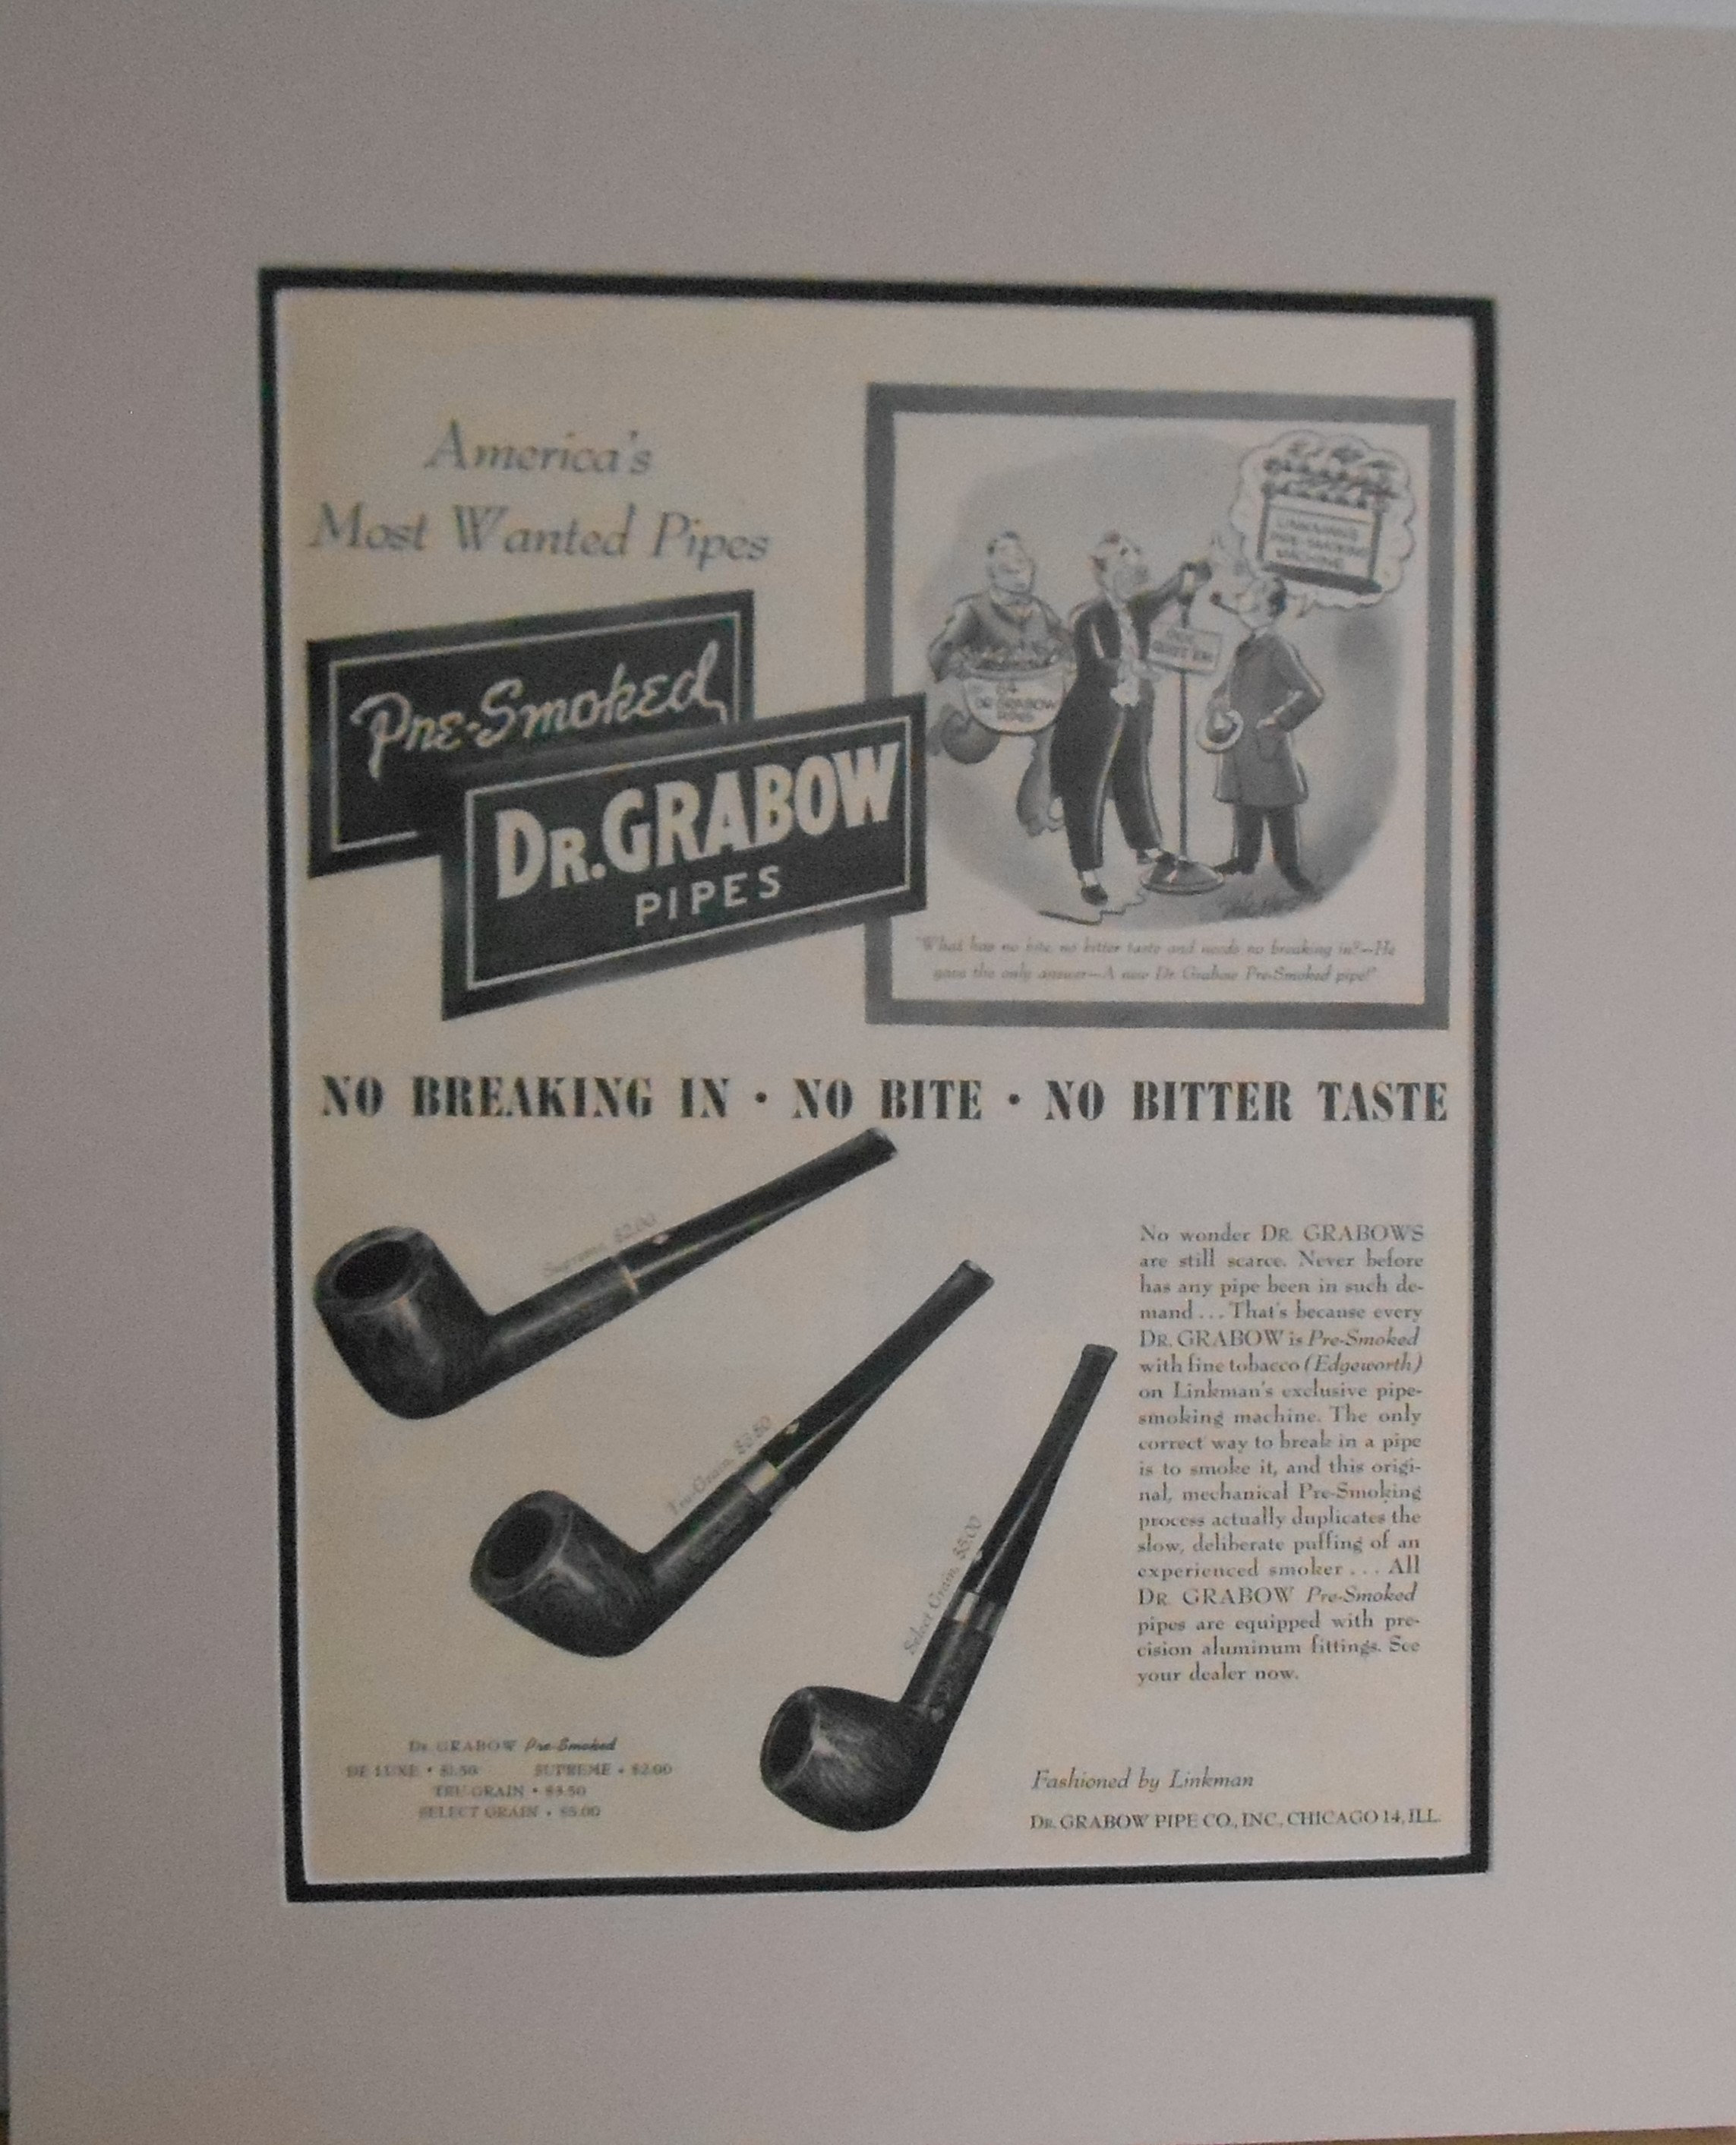 America's
Most Wanted Pipes
Pre-Smoked
DR. GRABOW
PIPES
LINKMAN'S
PIPE-SMOKING
MACHINE
64
DR. GRABOW
PIPES
"What has no bite, no bitter taste and needs no breaking in?—He
gave the only answer—A new Dr. Grabow Pre-Smoked pipe!"
NO BREAKING IN · NO BITE · NO BITTER TASTE
Supreme, $2.00
Tru-Grain, $3.50
Select Grain, $5.00
No wonder DR. GRABOWS
are still scarce. Never before
has any pipe been in such de-
mand ... That's because every
DR. GRABOW is Pre-Smoked
with fine tobacco (Edgeworth)
on Linkman's exclusive pipe-
smoking machine. The only
correct way to break in a pipe
is to smoke it, and this origi-
nal, mechanical Pre-Smoking
process actually duplicates the
slow, deliberate puffing of an
experienced smoker ... All
DR. GRABOW Pre-Smoked
pipes are equipped with pre-
cision aluminum fittings. See
your dealer now.
DR. GRABOW Pre-Smoked
DE LUXE • $1.50 SUPREME • $2.00
TRU-GRAIN • $3.50
SELECT GRAIN • $5.00
Fashioned by Linkman
DR. GRABOW PIPE CO., INC., CHICAGO 14, ILL.